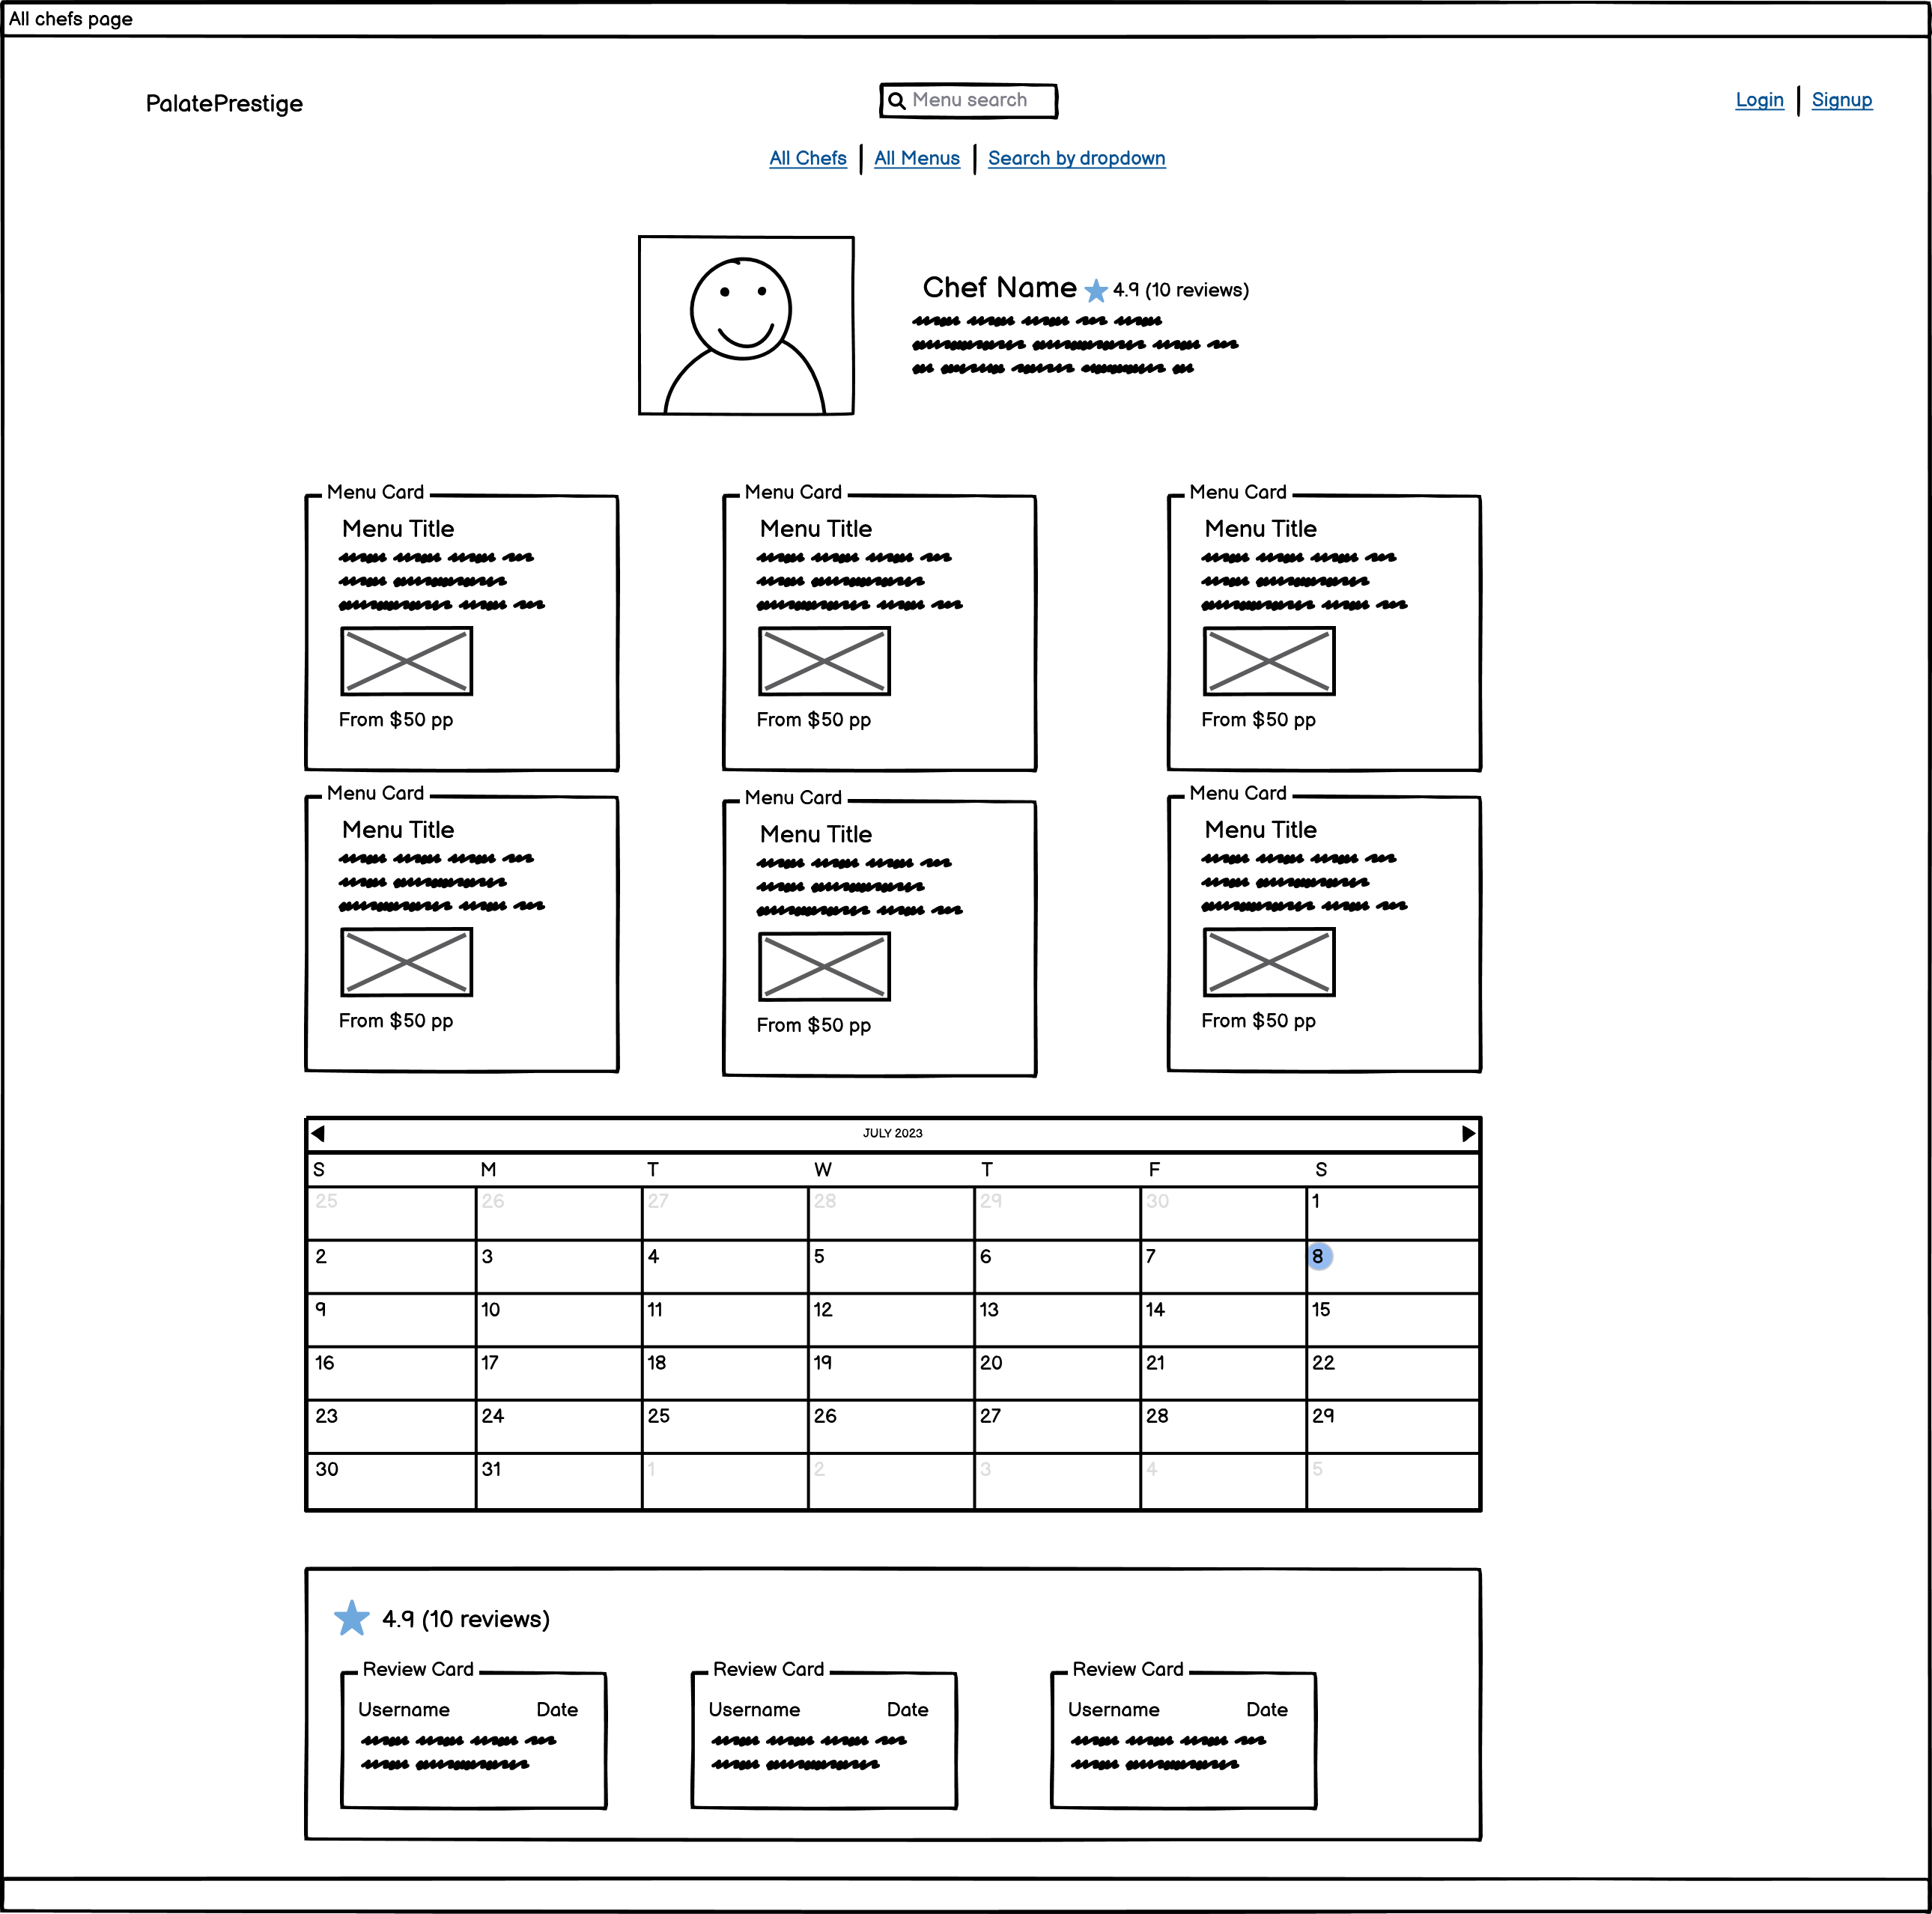 All chefs page
PalatePrestige
Menu search
Login Signup
All Chefs All Menus Search by dropdown
Chef Name 4.9 (10 reviews)
Menu Card Menu Card Menu Card
Menu Title Menu Title Menu Title
From $50 pp From $50 pp From $50 pp
Menu Card Menu Card Menu Card
Menu Title Menu Title Menu Title
From $50 pp From $50 pp From $50 pp
JULY 2023
S M T W T F S
25 26 27 28 29 30 1
2 3 4 5 6 7 8
9 10 11 12 13 14 15
16 17 18 19 20 21 22
23 24 25 26 27 28 29
30 31 1 2 3 4 5
4.9 (10 reviews)
Review Card Review Card Review Card
Username Date Username Date Username Date